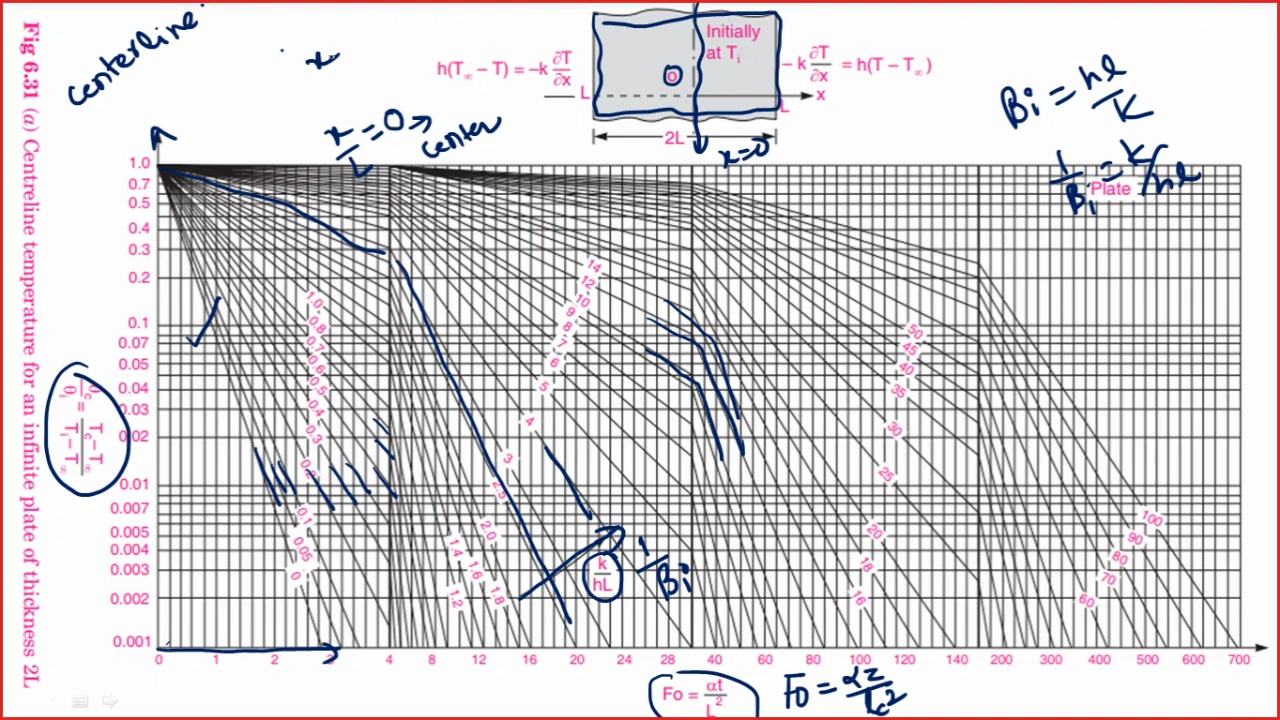 Fig 6.31 (a) Centreline temperature for an infinite plate of thickness 2L
centerline
x
x/L = 0 → center
Initially
at Tᵢ
h(T∞ – T) = –k ∂T/∂x
– k ∂T/∂x = h(T – T∞)
o
L
L
x
2L
x=0
Bi = hl/K
1/Bi = K/hl
Plate
1.0
0.7
0.5
0.4
0.3
0.2
0.1
0.07
0.05
0.04
0.03
0.02
0.01
0.007
0.005
0.004
0.003
0.002
0.001
θc/θi = Tc – T∞/Ti – T∞
1.0
0.8
0.7
0.6
0.5
0.4
0.3
0.2
0.1
0.05
0
14
12
10
9
8
7
6
5
4
3
2.5
2.0
1.8
1.6
1.4
1.2
50
45
40
35
30
25
20
18
16
100
90
80
70
60
k/hL
1/Bi
0 1 2 3 4 8 12 16 20 24 28 40 60 80 100 120 140 200 300 400 500 600 700
Fo = αt/L²
Fo = αz/Lc²